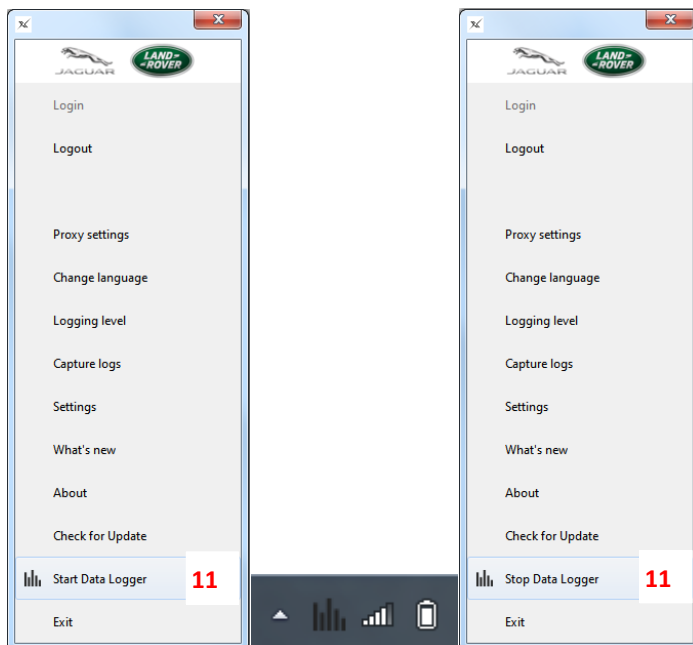 JAGUAR
LAND-
-ROVER
Login
Logout
Proxy settings
Change language
Logging level
Capture logs
Settings
What's new
About
Check for Update
Start Data Logger 11
Exit
JAGUAR
LAND-
-ROVER
Login
Logout
Proxy settings
Change language
Logging level
Capture logs
Settings
What's new
About
Check for Update
Stop Data Logger 11
Exit